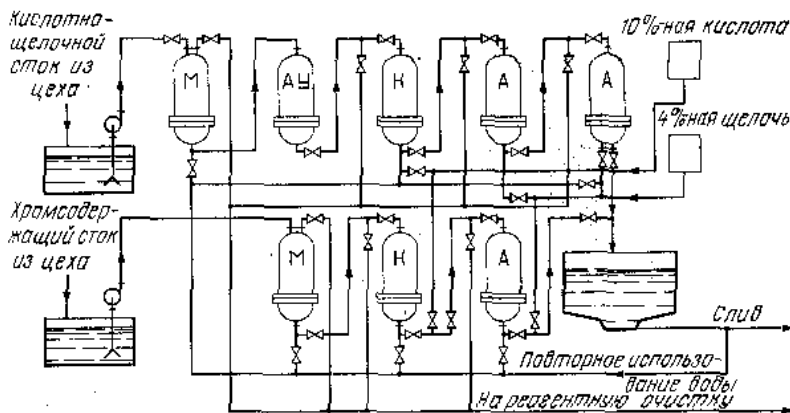 Кислотно-
щелочной
сток из
цеха
10%ная кислота
М
АУ
К
А
А
4%ная щелочь
Хромсодер-
жащий сток
из цеха
М
К
А
Слив
Повторное использо-
вание воды
На реагентную очистку